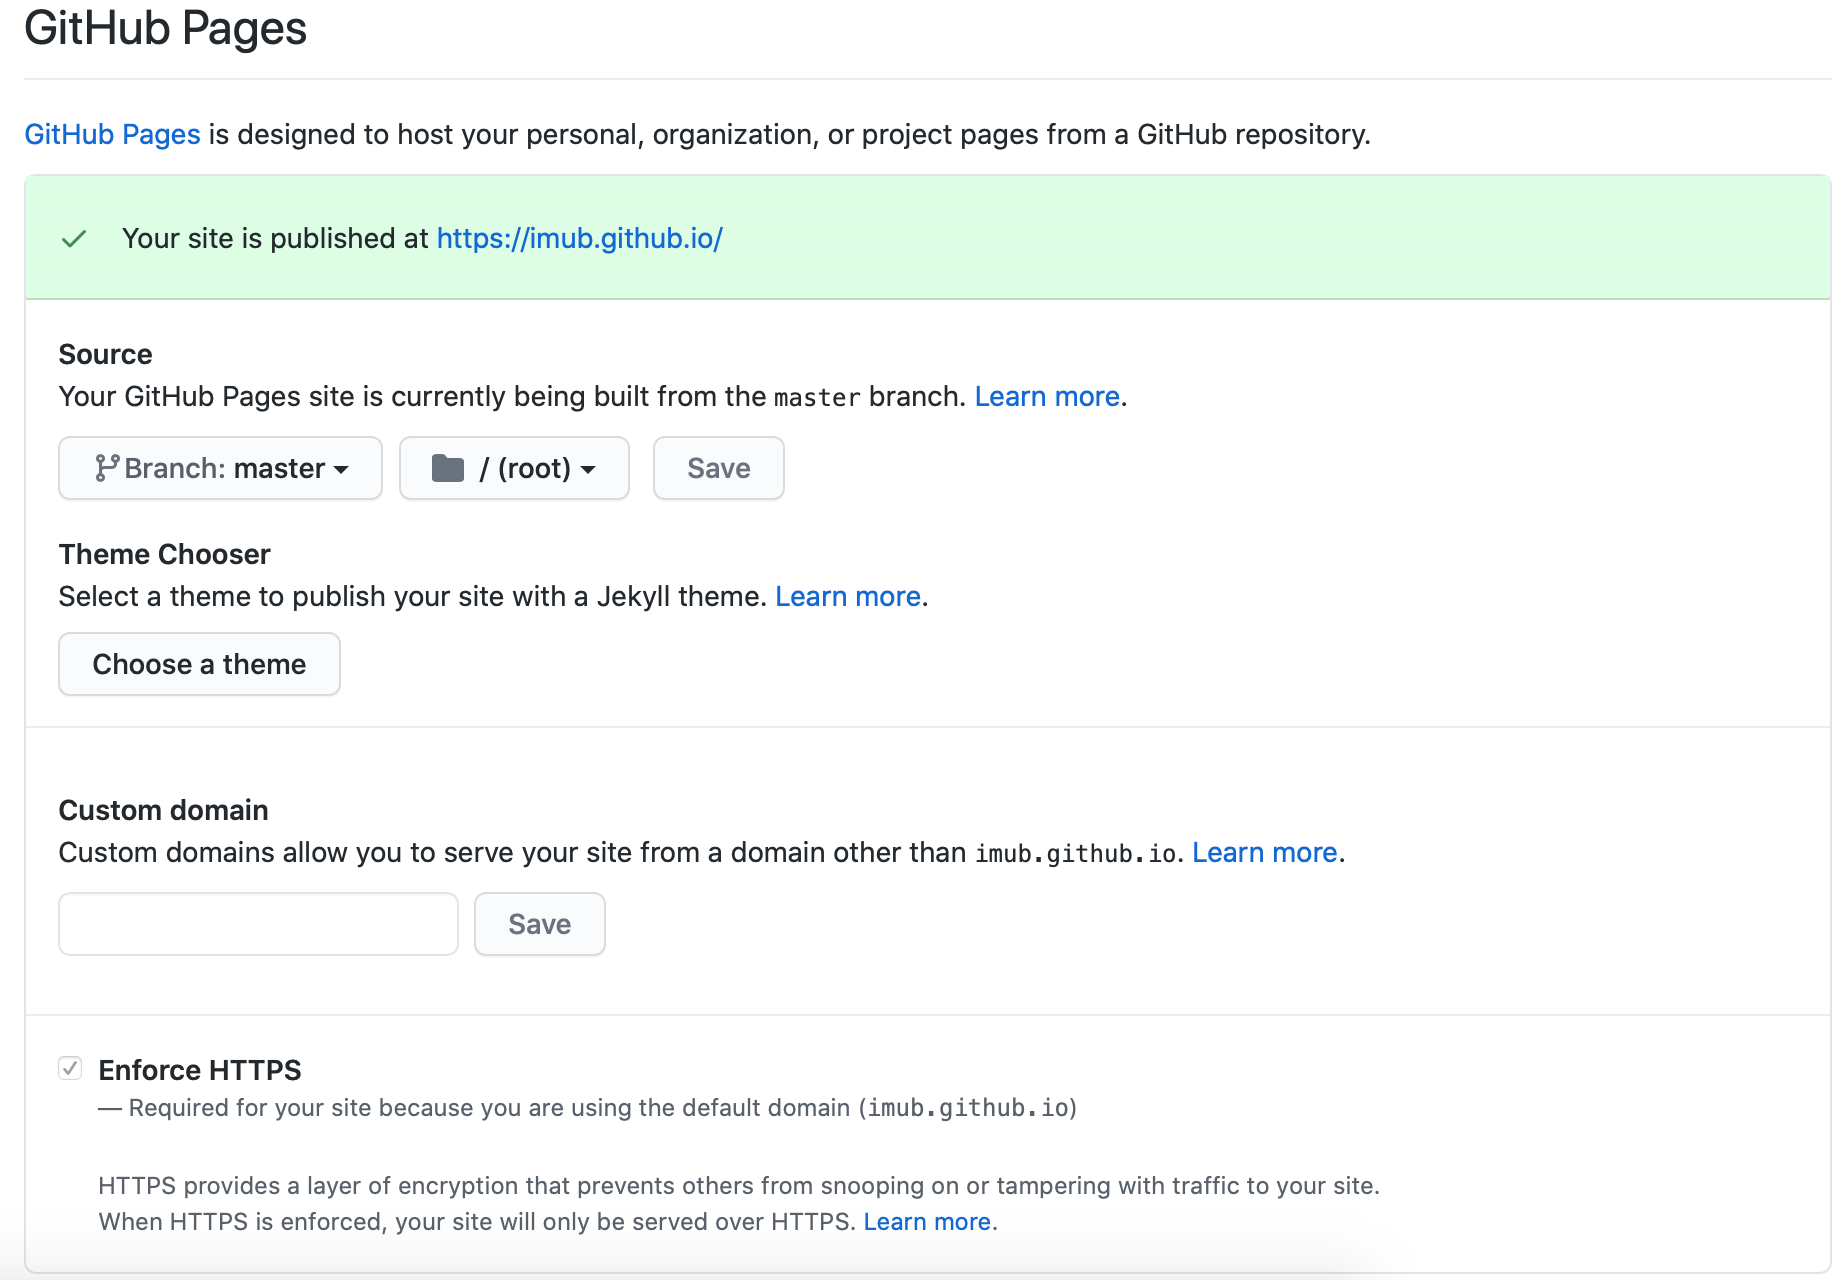 GitHub Pages
GitHub Pages is designed to host your personal, organization, or project pages from a GitHub repository.
Your site is published at https://imub.github.io/
Source
Your GitHub Pages site is currently being built from the master branch. Learn more.
Branch: master / (root) Save
Theme Chooser
Select a theme to publish your site with a Jekyll theme. Learn more.
Choose a theme
Custom domain
Custom domains allow you to serve your site from a domain other than imub.github.io. Learn more.
Save
Enforce HTTPS
— Required for your site because you are using the default domain (imub.github.io)
HTTPS provides a layer of encryption that prevents others from snooping on or tampering with traffic to your site.
When HTTPS is enforced, your site will only be served over HTTPS. Learn more.